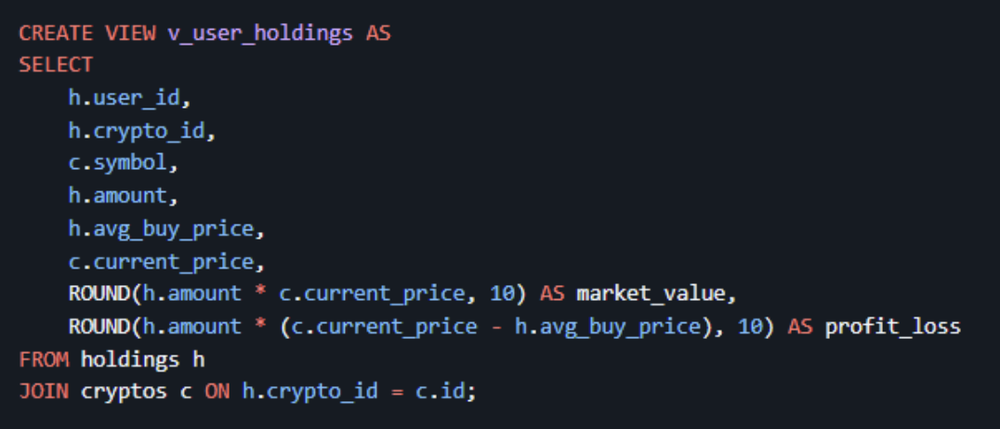 CREATE VIEW v_user_holdings AS
SELECT
    h.user_id,
    h.crypto_id,
    c.symbol,
    h.amount,
    h.avg_buy_price,
    c.current_price,
    ROUND(h.amount * c.current_price, 10) AS market_value,
    ROUND(h.amount * (c.current_price - h.avg_buy_price), 10) AS profit_loss
FROM holdings h
JOIN cryptos c ON h.crypto_id = c.id;